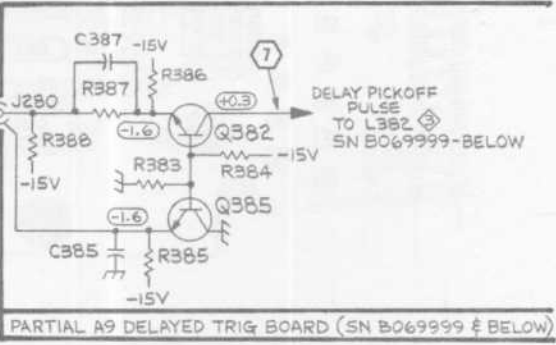 C387
-15V
R386
7
J280
R387
+0.3
DELAY PICKOFF
PULSE
TO L382 3
SN B069999-BELOW
-1.6
Q382
R388
-15V
R384
-15V
R383
-1.6
Q385
C385
R385
-15V
PARTIAL A9 DELAYED TRIG BOARD (SN B069999 & BELOW)